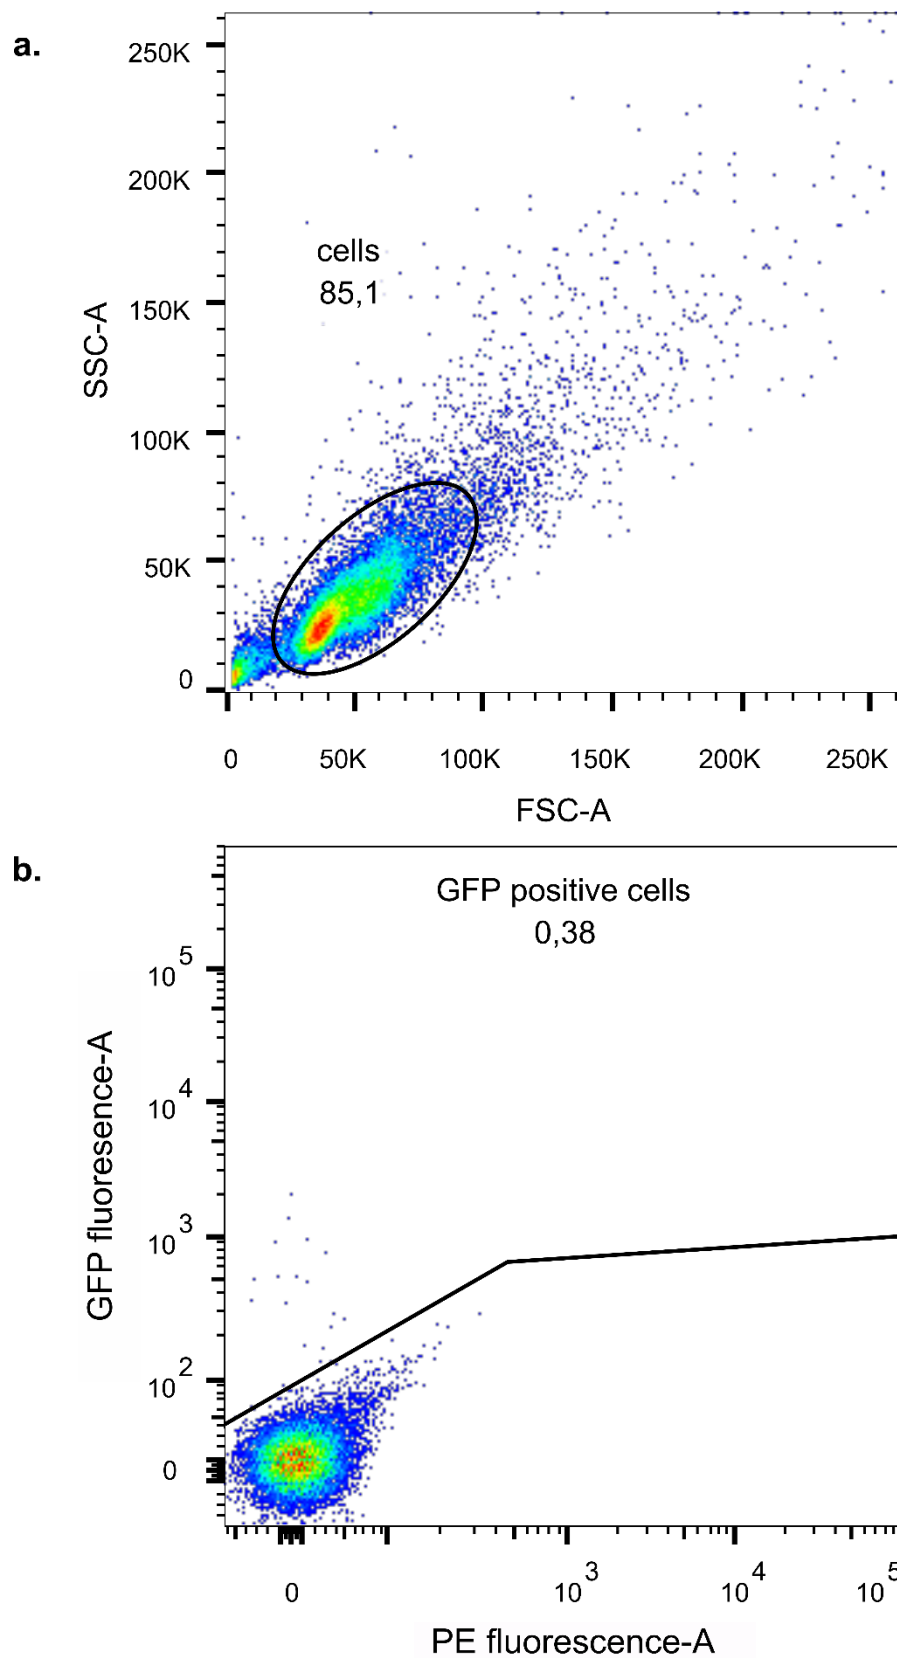 a.
250K
200K
150K
100K
50K
0
SSC-A
cells
85,1
0 50K 100K 150K 200K 250K
FSC-A
b.
GFP positive cells
0,38
10^5
10^4
10^3
10^2
0
GFP fluoresence-A
0 10^3 10^4 10^5
PE fluorescence-A